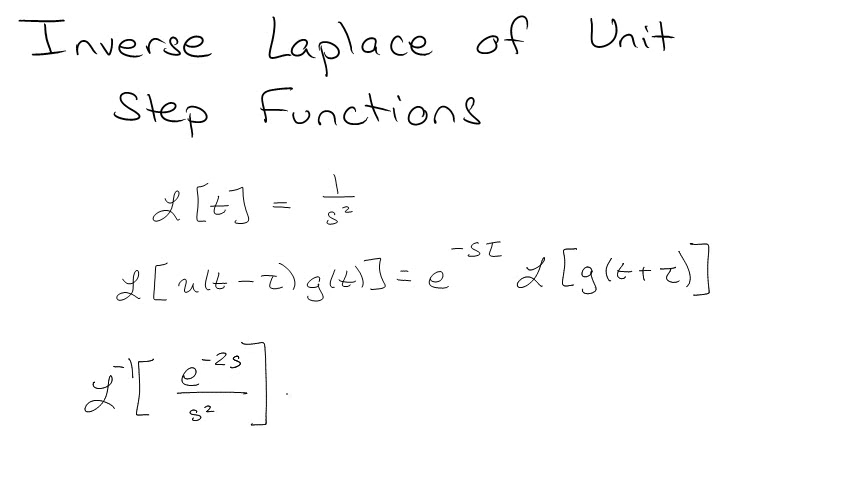 Inverse Laplace of Unit
Step Functions
ℒ[t] = 1/s²
ℒ[u(t-τ)g(t)] = e^{-sτ} ℒ[g(t+τ)]
ℒ⁻¹[e^{-2s}/s²]